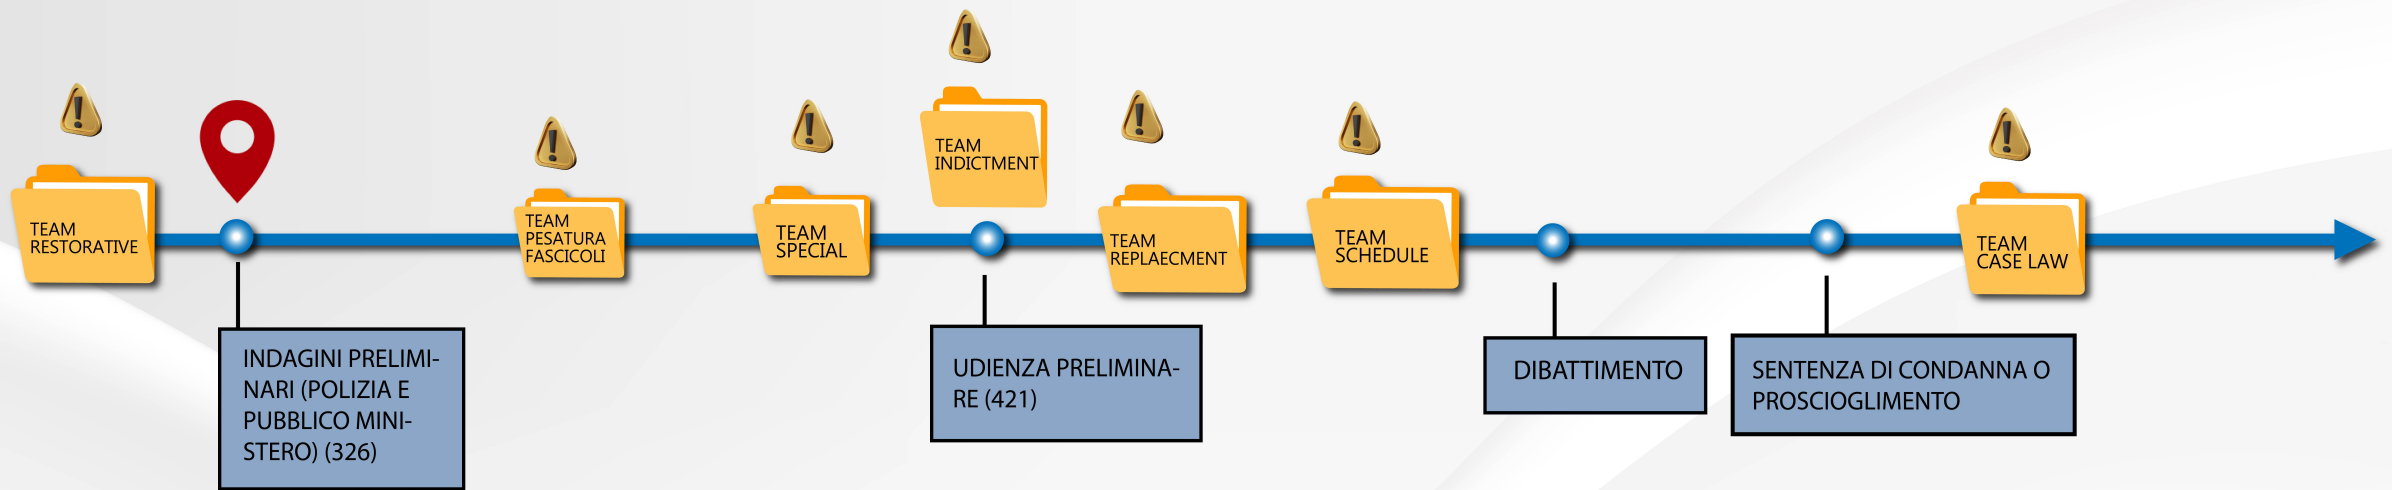 TEAM
RESTORATIVE
TEAM
PESATURA
FASCICOLI
TEAM
SPECIAL
TEAM
INDICTMENT
TEAM
REPLAECMENT
TEAM
SCHEDULE
TEAM
CASE LAW
INDAGINI PRELIMI-
NARI (POLIZIA E
PUBBLICO MINI-
STERO) (326)
UDIENZA PRELIMINA-
RE (421)
DIBATTIMENTO
SENTENZA DI CONDANNA O
PROSCIOGLIMENTO